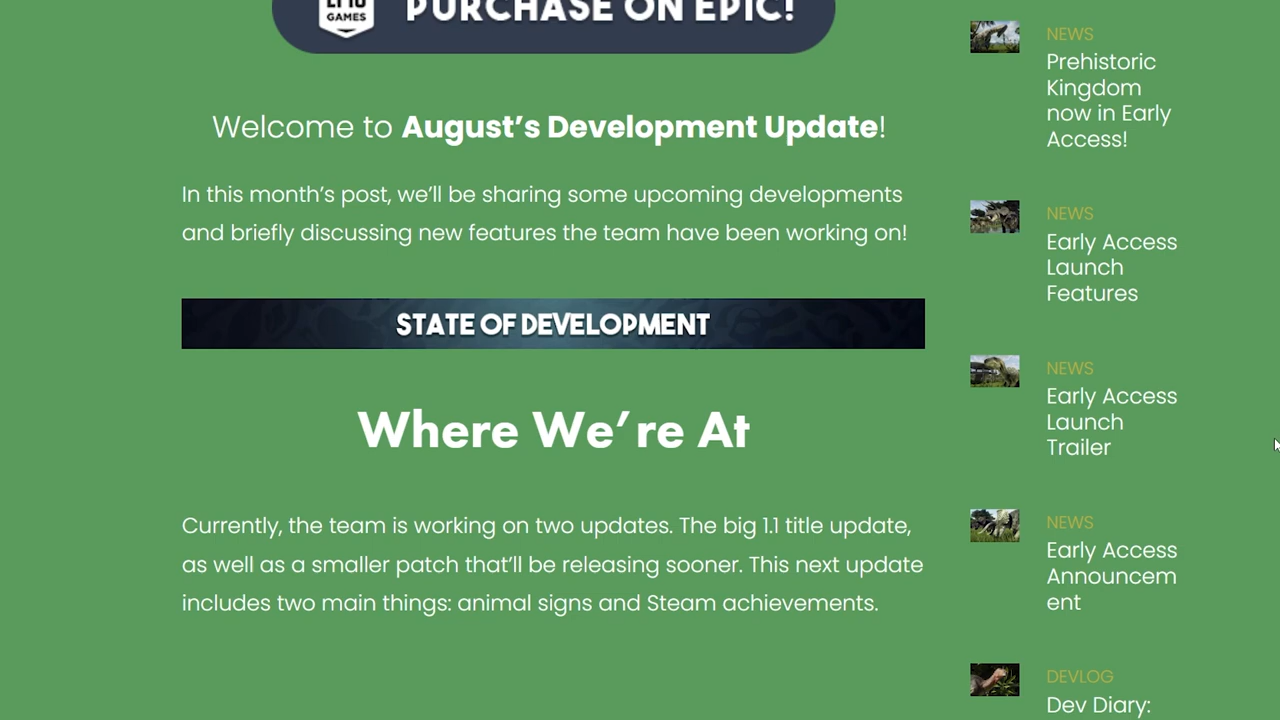 GAMES
PURCHASE ON EPIC!
Welcome to August's Development Update!
In this month's post, we'll be sharing some upcoming developments
and briefly discussing new features the team have been working on!
STATE OF DEVELOPMENT
Where We're At
Currently, the team is working on two updates. The big 1.1 title update,
as well as a smaller patch that'll be releasing sooner. This next update
includes two main things: animal signs and Steam achievements.
NEWS
Prehistoric
Kingdom
now in Early
Access!
NEWS
Early Access
Launch
Features
NEWS
Early Access
Launch
Trailer
NEWS
Early Access
Announcem
ent
DEVLOG
Dev Diary: